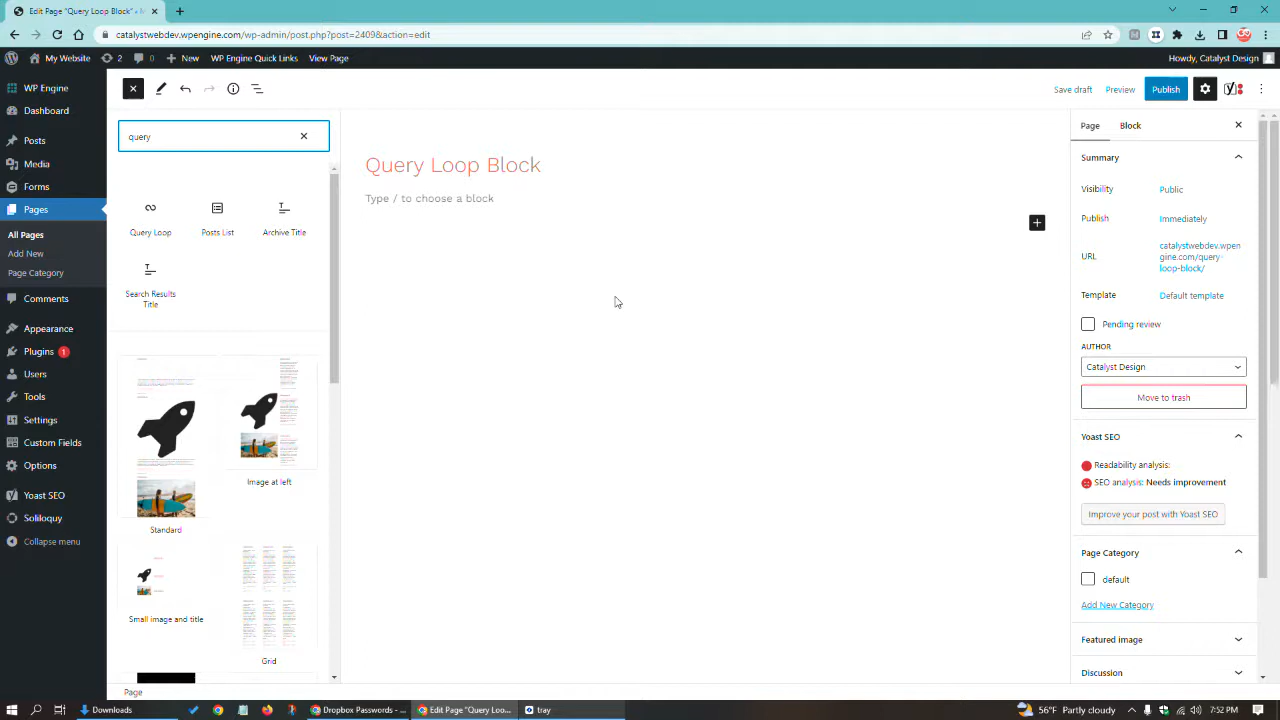 Edit Page "Query Loop Block"
catalystwebdev.wpengine.com/wp-admin/post.php?post=2409&action=edit
My Website
2
0
New
WP Engine Quick Links
View Page
Howdy, Catalyst Design
WP Engine
Dashboard
Posts
Media
Forms
Pages
All Pages
Add New
Page Category
Comments
Appearance
Plugins 1
Users
Tools
Settings
Custom Fields
Options
Yoast SEO
Soliloquy
Collapse menu
query
Query Loop
Posts List
Archive Title
Search Results
Title
Standard
Image at left
Small image and title
Grid
Page
Query Loop Block
Type / to choose a block
Save draft
Preview
Publish
Page
Block
Summary
Visibility
Public
Publish
Immediately
URL
catalystwebdev.wpen
gine.com/query-
loop-block/
Template
Default template
Pending review
AUTHOR
Catalyst Design
Move to trash
Yoast SEO
Readability analysis:
SEO analysis: Needs improvement
Improve your post with Yoast SEO
Page Category
Add New Category
Featured image
Discussion
Downloads
Dropbox Passwords - ...
Edit Page "Query Loo...
tray
56°F Partly cloudy
7:52 PM